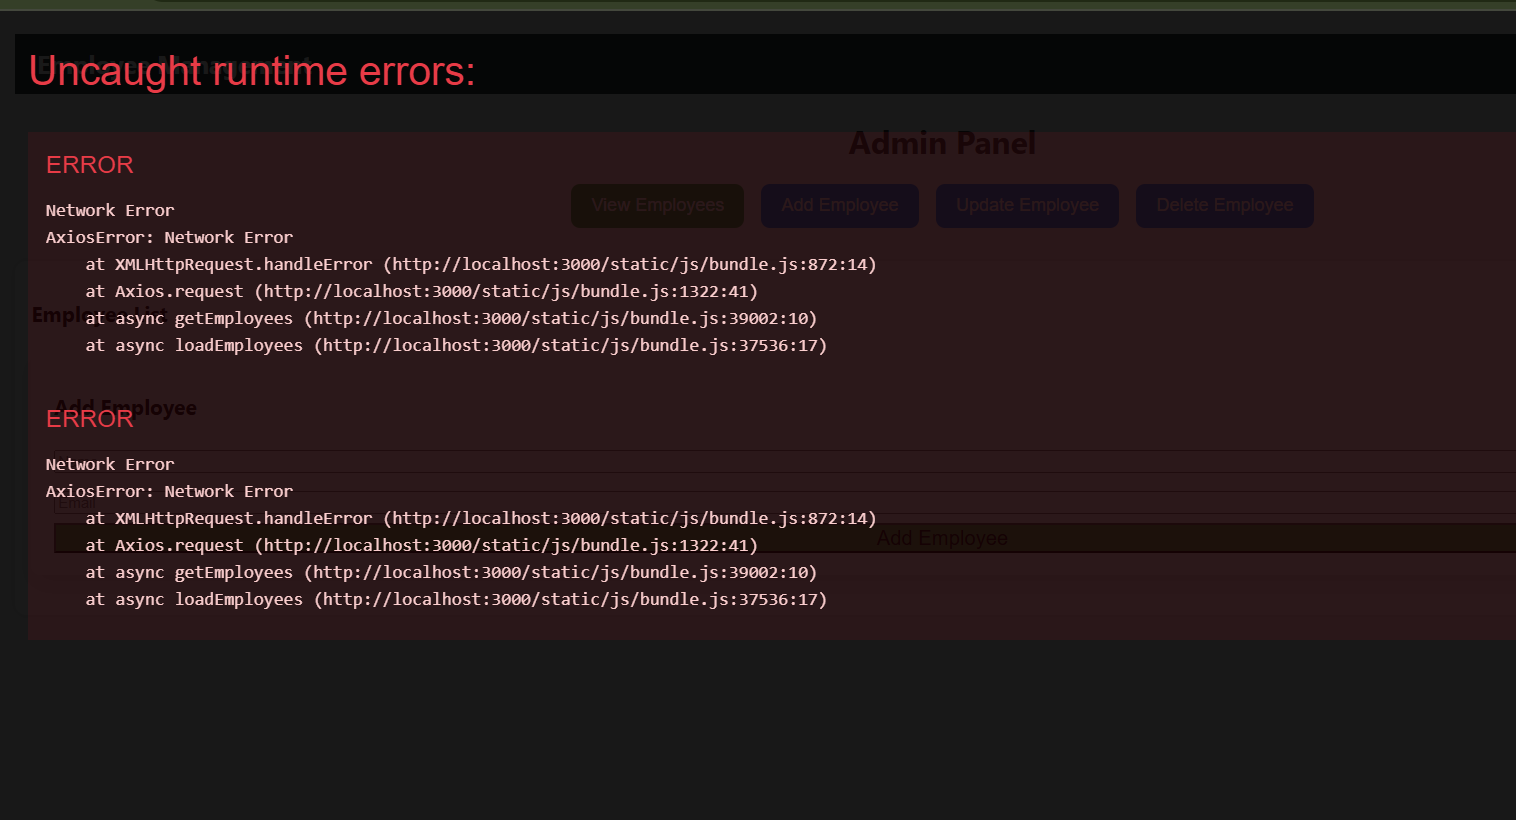 Employee Management
Uncaught runtime errors:
Admin Panel
View Employees Add Employee Update Employee Delete Employee
ERROR
Network Error
AxiosError: Network Error
at XMLHttpRequest.handleError (http://localhost:3000/static/js/bundle.js:872:14)
at Axios.request (http://localhost:3000/static/js/bundle.js:1322:41)
at async getEmployees (http://localhost:3000/static/js/bundle.js:39002:10)
at async loadEmployees (http://localhost:3000/static/js/bundle.js:37536:17)
Employee List
Add Employee
ERROR
Network Error
AxiosError: Network Error
at XMLHttpRequest.handleError (http://localhost:3000/static/js/bundle.js:872:14)
at Axios.request (http://localhost:3000/static/js/bundle.js:1322:41)
at async getEmployees (http://localhost:3000/static/js/bundle.js:39002:10)
at async loadEmployees (http://localhost:3000/static/js/bundle.js:37536:17)
Email
Add Employee